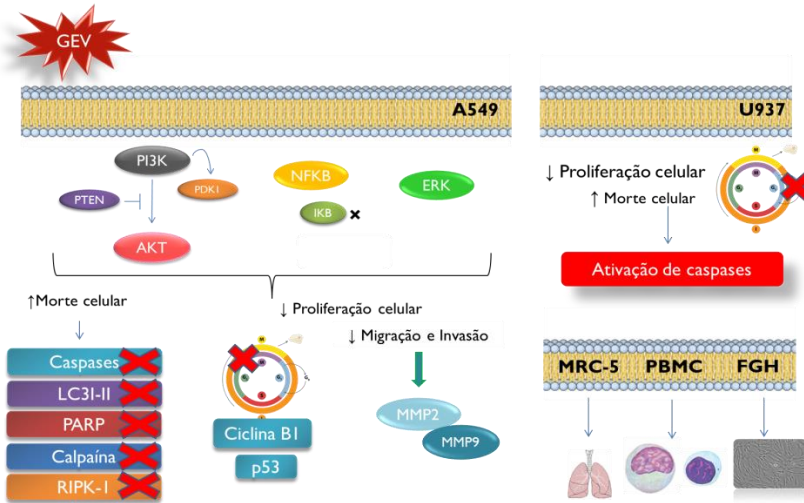 GEV
A549
PI3K
PDK1
PTEN
AKT
NFKB
IKB
ERK
↑Morte celular
↓ Proliferação celular
↓ Migração e Invasão
Caspases
LC3I-II
PARP
Calpaína
RIPK-1
M
M
G₁
S
Ciclina B1
p53
MMP2
MMP9
U937
↓ Proliferação celular
↑ Morte celular
M
M
S
I
Ativação de caspases
MRC-5
PBMC
FGH